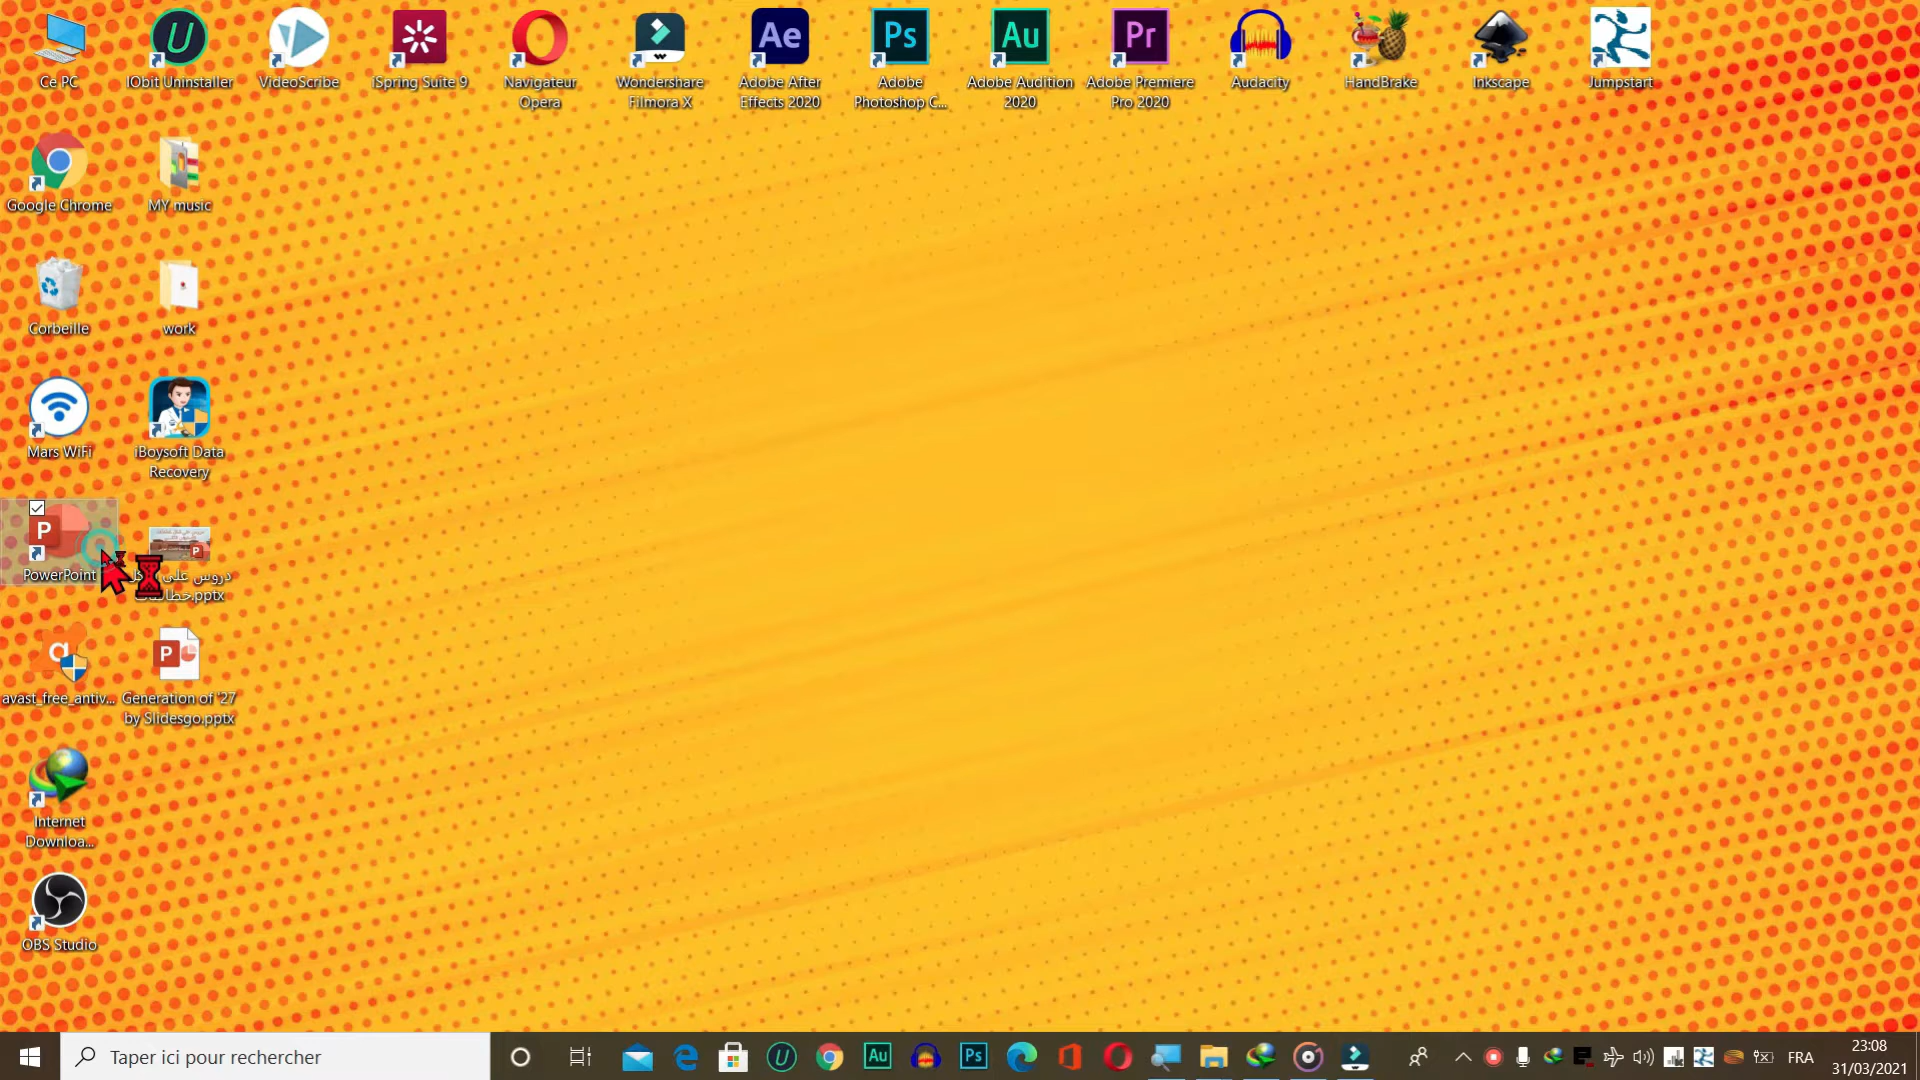 Ce PC
IObit Uninstaller
VideoScribe
iSpring Suite 9
Navigateur
Opera
Wondershare
Filmora X
Adobe After
Effects 2020
Adobe
Photoshop C...
Adobe Audition
2020
Adobe Premiere
Pro 2020
Audacity
HandBrake
Inkscape
Jumpstart
Google Chrome
MY music
Corbeille
work
Mars WiFi
iBoysoft Data
Recovery
PowerPoint
دروس على
.pptx
avast_free_antiv...
Generation of '27
by Slidesgo.pptx
Internet
Downloa...
OBS Studio
Taper ici pour rechercher
FRA
23:08
31/03/2021